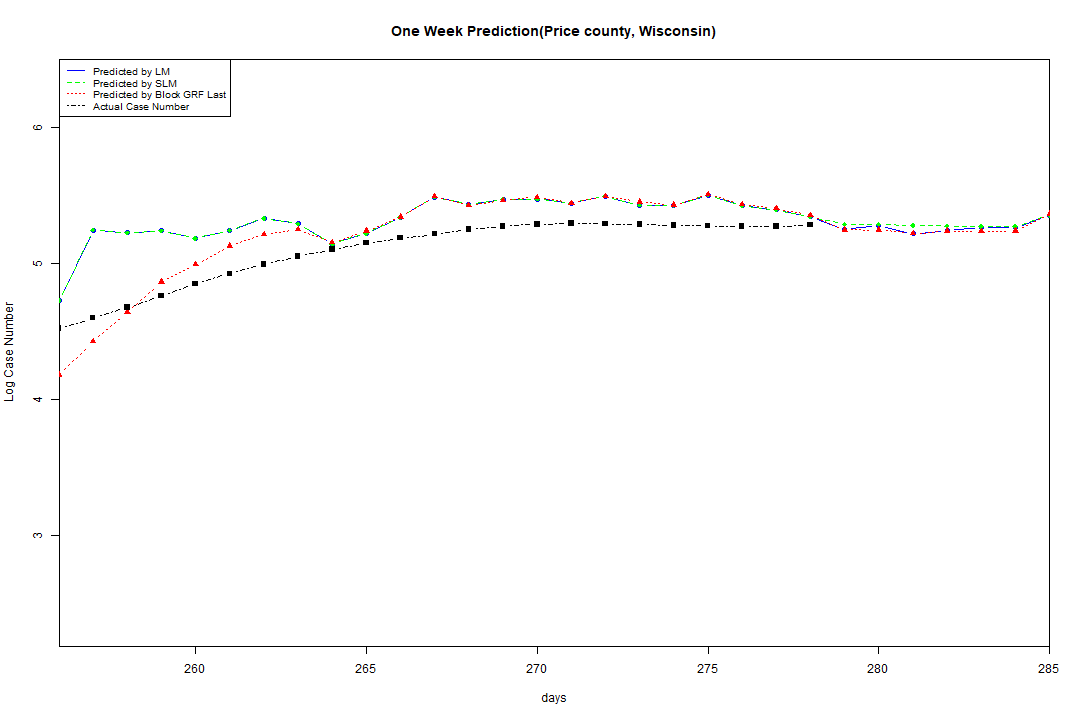 One Week Prediction(Price county, Wisconsin)
Predicted by LM
Predicted by SLM
Predicted by Block GRF Last
Actual Case Number
6
5
4
3
Log Case Number
260 265 270 275 280 285
days